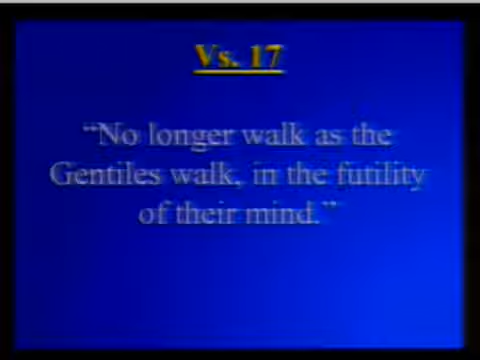 Vs. 17
“No longer walk as the
Gentiles walk, in the futility
of their mind.”